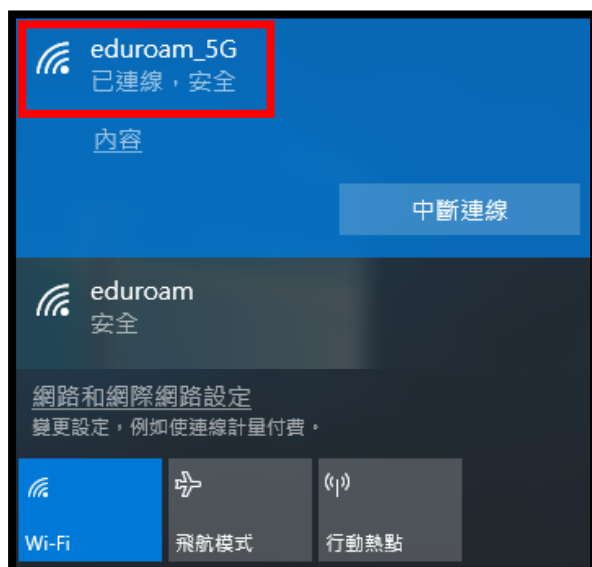 eduroam_5G
已連線，安全
內容
中斷連線
eduroam
安全
網路和網際網路設定
變更設定，例如使連線計量付費。
Wi-Fi
飛航模式
行動熱點